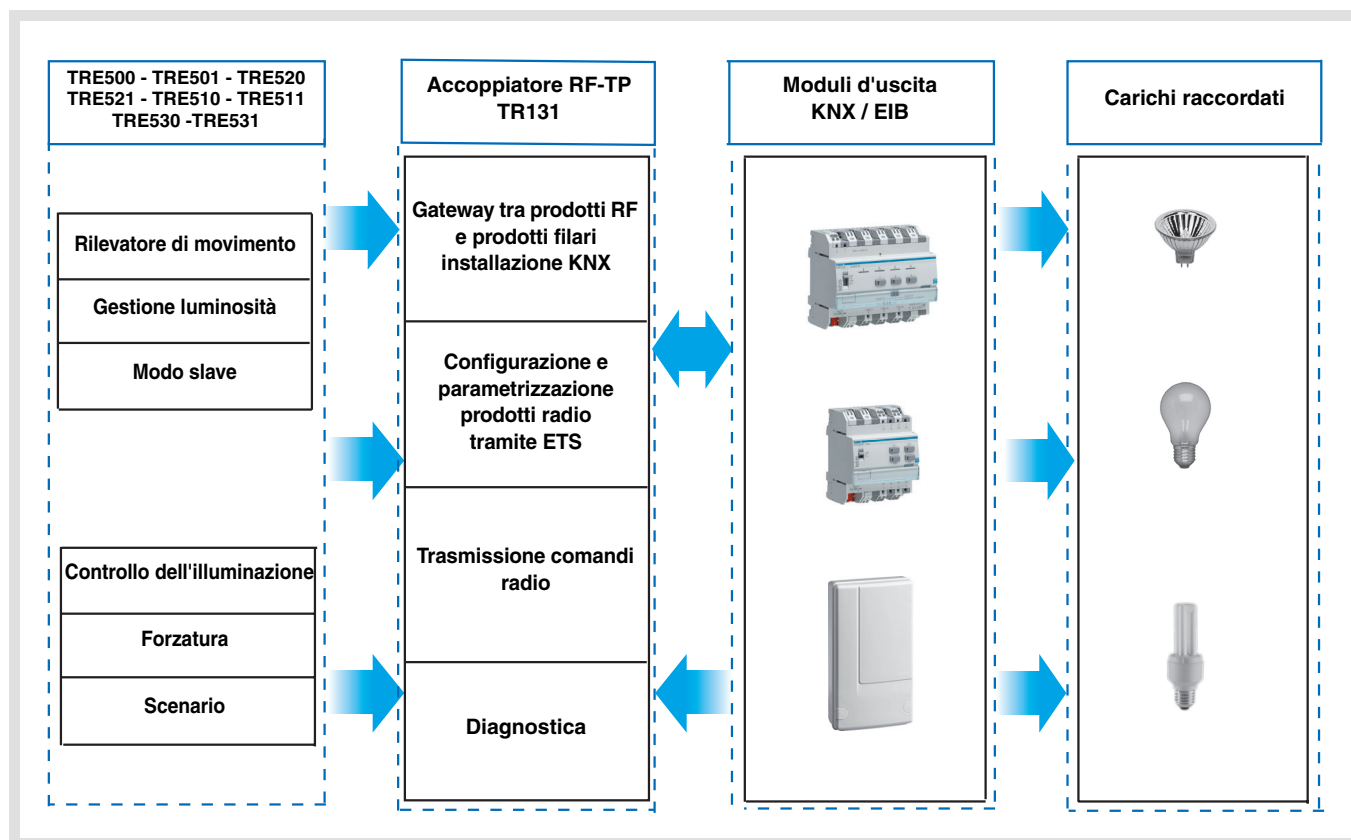 TRE500 - TRE501 - TRE520
TRE521 - TRE510 - TRE511
TRE530 -TRE531
Rilevatore di movimento
Gestione luminosità
Modo slave
Controllo dell'illuminazione
Forzatura
Scenario
Accoppiatore RF-TP
TR131
Gateway tra prodotti RF
e prodotti filari
installazione KNX
Configurazione e
parametrizzazione
prodotti radio
tramite ETS
Trasmissione comandi
radio
Diagnostica
Moduli d'uscita
KNX / EIB
Carichi raccordati